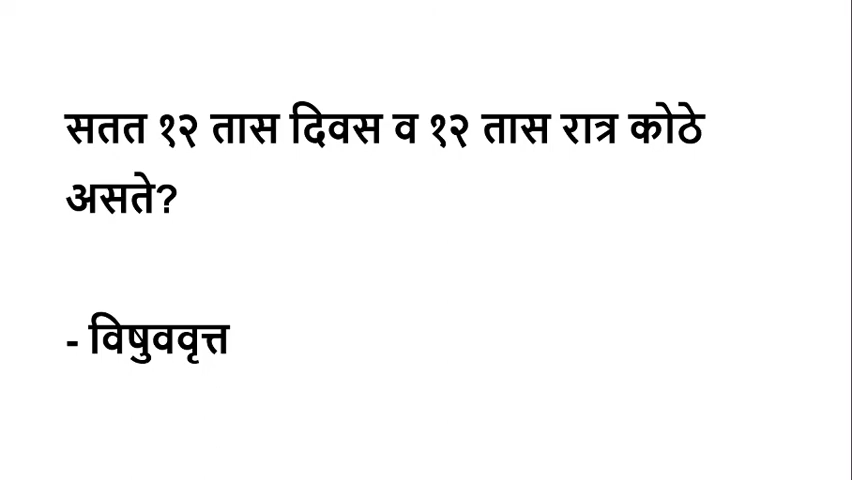 सतत १२ तास दिवस व १२ तास रात्र कोठे
असते?
- विषुववृत्त